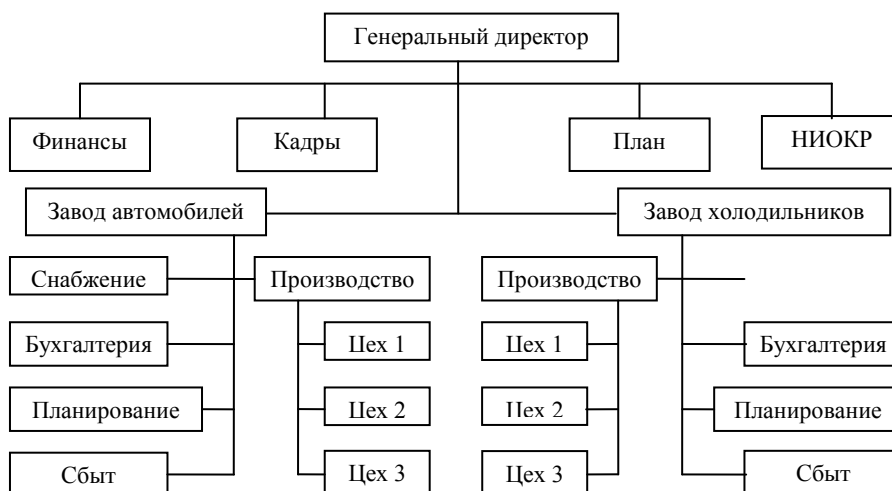 Генеральный директор
Финансы
Кадры
План
НИОКР
Завод автомобилей
Завод холодильников
Снабжение
Производство
Производство
Бухгалтерия
Цех 1
Цех 1
Бухгалтерия
Планирование
Цех 2
Цех 2
Планирование
Сбыт
Цех 3
Цех 3
Сбыт